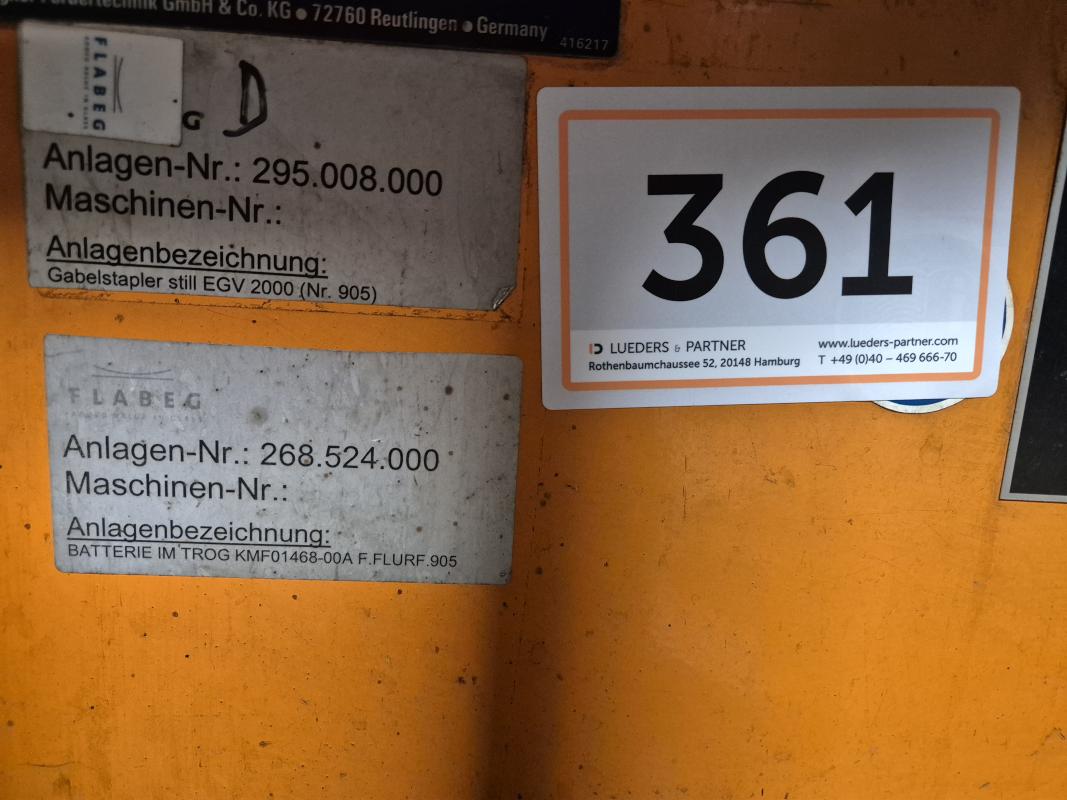 Fördertechnik GmbH & Co. KG ● 72760 Reutlingen ● Germany
416217
FLABEG
G D
Anlagen-Nr.: 295.008.000
Maschinen-Nr.:
Anlagenbezeichnung:
Gabelstapler still EGV 2000 (Nr. 905)
361
LUEDERS & PARTNER
Rothenbaumchaussee 52, 20148 Hamburg
www.lueders-partner.com
T +49 (0)40 – 469 666-70
FLABEG
Anlagen-Nr.: 268.524.000
Maschinen-Nr.:
Anlagenbezeichnung:
BATTERIE IM TROG KMF01468-00A F.FLURF.905